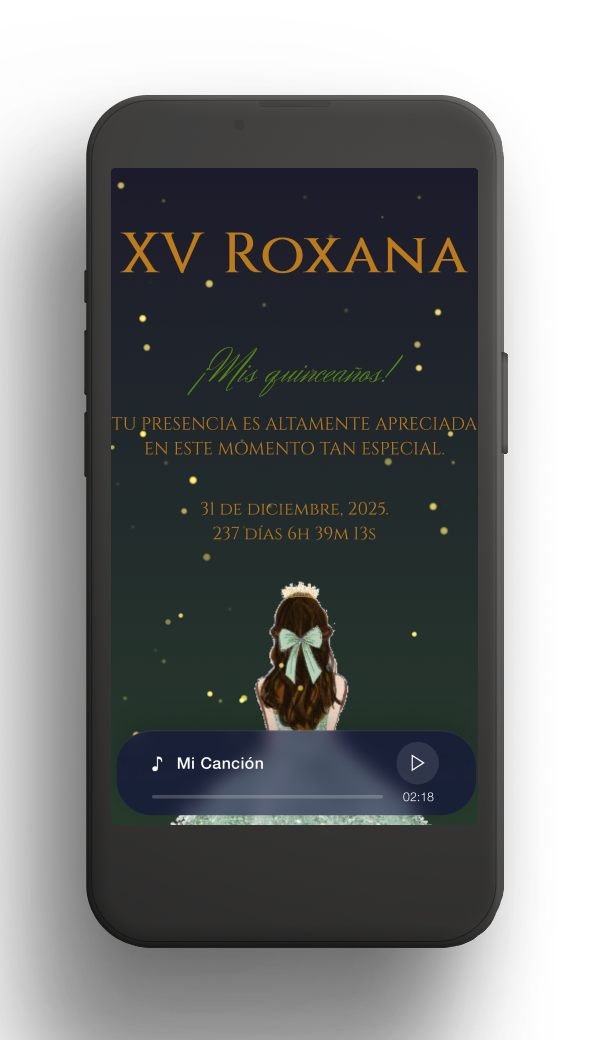 XV Roxana
¡Mis quinceaños!
TU PRESENCIA ES ALTAMENTE APRECIADA
EN ESTE MOMENTO TAN ESPECIAL.
31 DE DICIEMBRE, 2025.
237 DÍAS 6H 39M 13S
Mi Canción
02:18